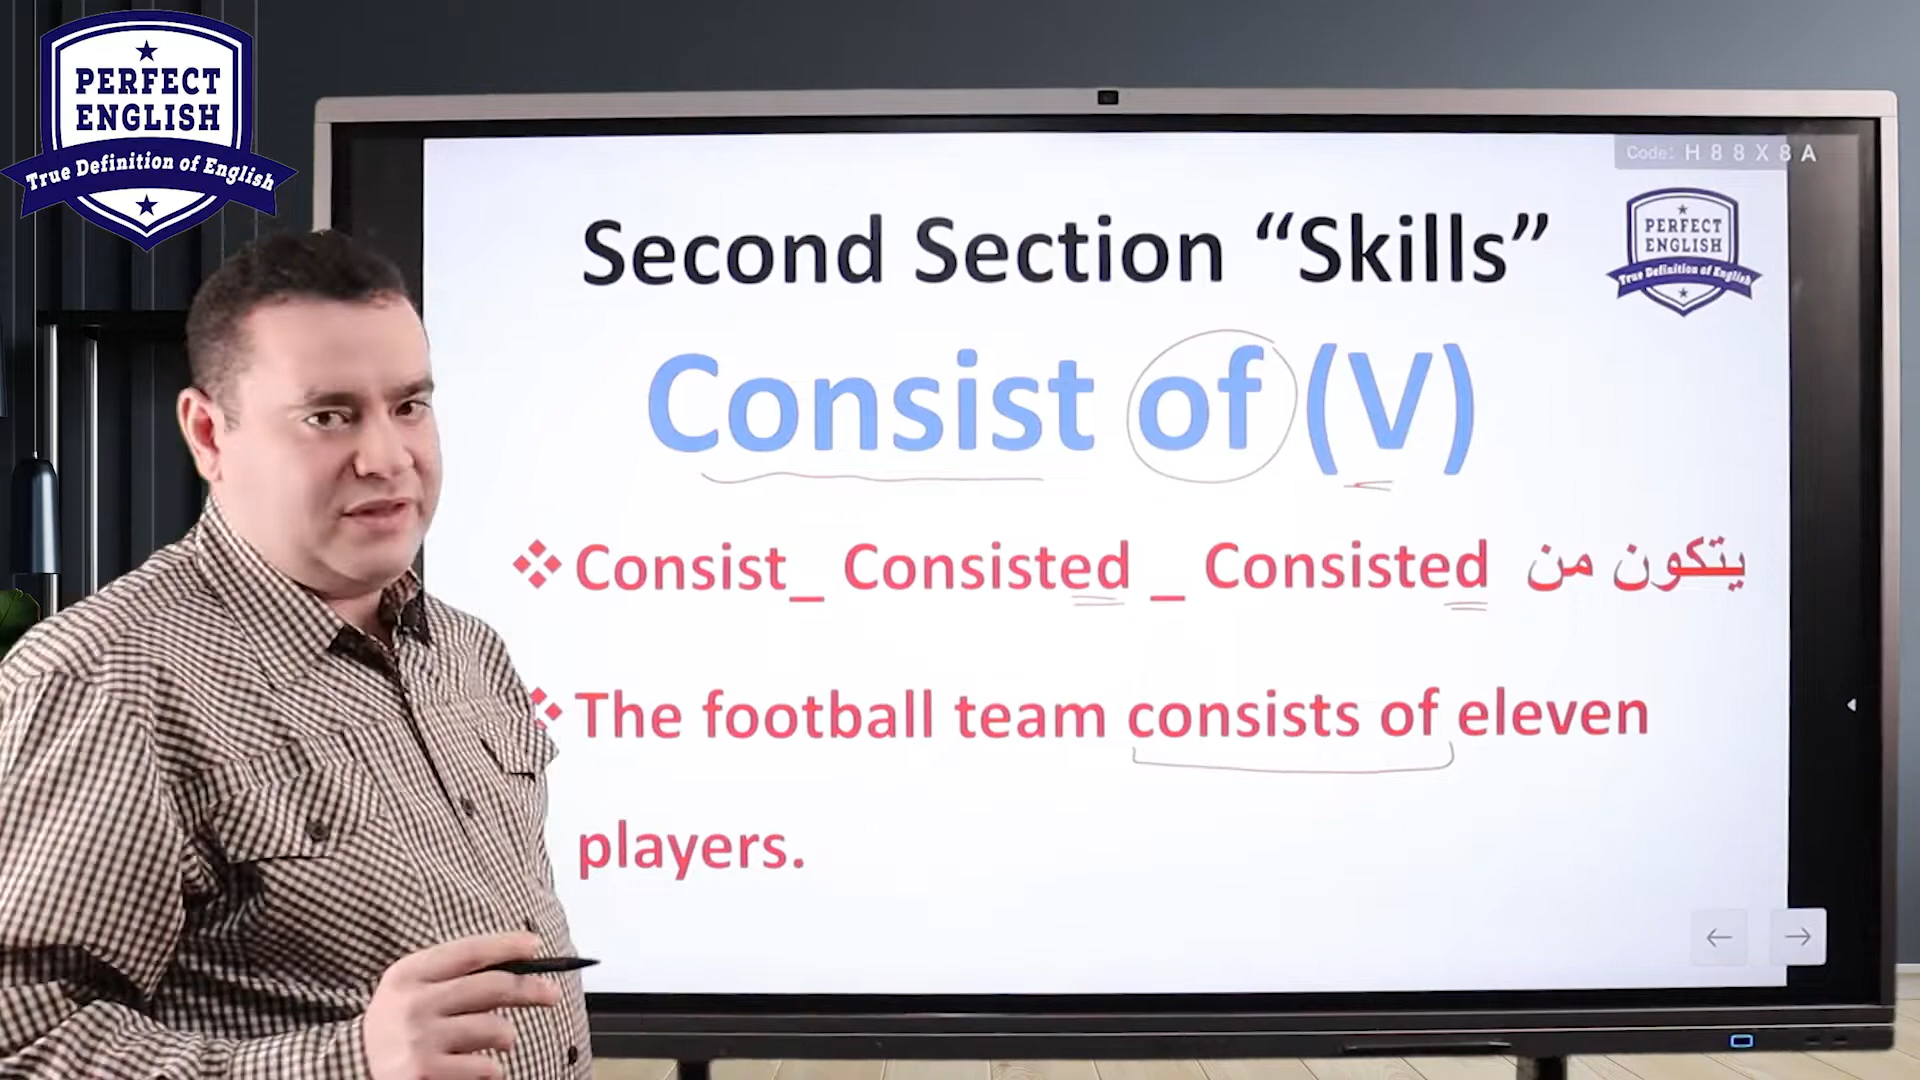 PERFECT
ENGLISH
True Definition of English
Code: H 8 8 X 8 A
Second Section “Skills”
PERFECT
ENGLISH
True Definition of English
Consist of (V)
❖ Consist_ Consisted _ Consisted يتكون من
❖ The football team consists of eleven
players.